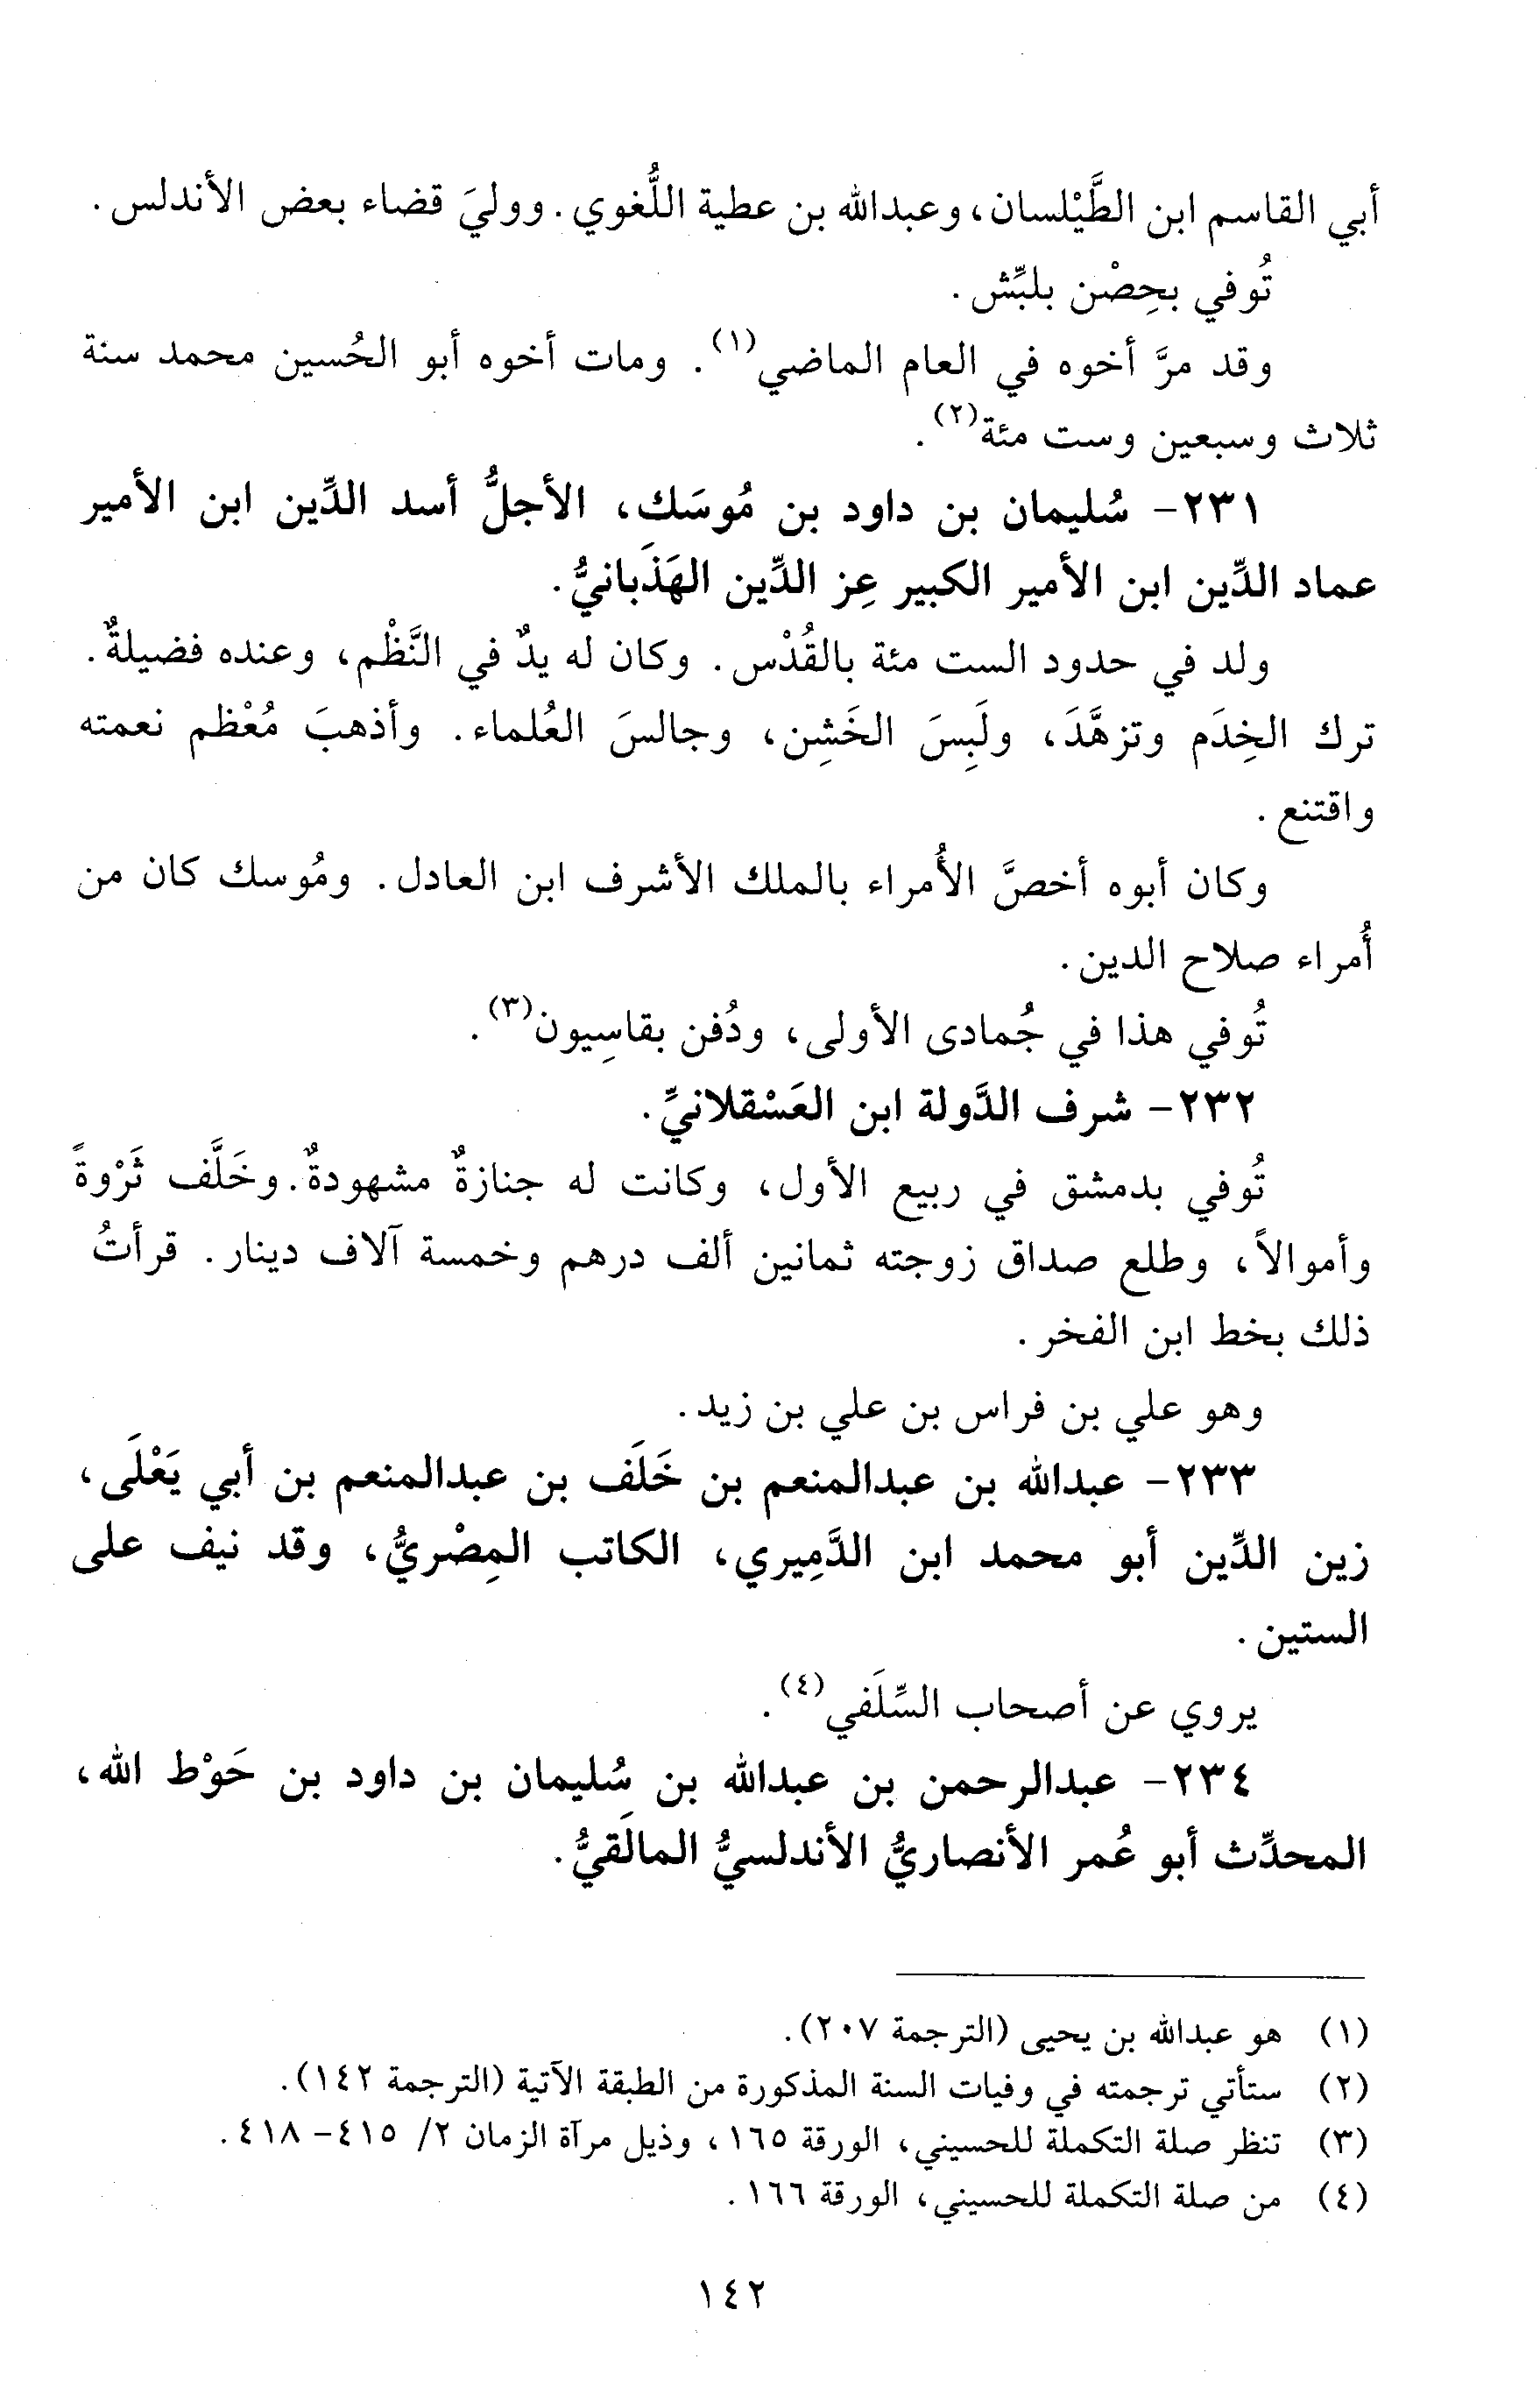 أبي القاسم ابن الطَّيْلسان، وعبدالله بن عطية اللُّغوي. ووليَ قضاء بعض الأندلس.
تُوفي بحِصْن بلِّش.
وقد مرَّ أخوه في العام الماضي(١). ومات أخوه أبو الحُسين محمد سنة
ثلاث وسبعين وست مئة(٢).
٢٣١- سُليمان بن داود بن مُوسَك، الأجلُّ أسد الدِّين ابن الأمير
عماد الدِّين ابن الأمير الكبير عِز الدِّين الهَذَبانيُّ.
ولد في حدود الست مئة بالقُدْس. وكان له يدٌ في النَّظْم، وعنده فضيلةٌ.
ترك الخِدَم وتزهَّدَ، ولَبِسَ الخَشِن، وجالسَ العُلماء. وأذهبَ مُعْظم نعمته
واقتنع.
وكان أبوه أخصَّ الأُمراء بالملك الأشرف ابن العادل. ومُوسك كان من
أُمراء صلاح الدين.
تُوفي هذا في جُمادى الأولى، ودُفن بقاسِيون(٣).
٢٣٢- شرف الدَّولة ابن العَسْقلانيِّ.
تُوفي بدمشق في ربيع الأول، وكانت له جنازةٌ مشهودةٌ. وخَلَّف ثَرْوةً
وأموالاً، وطلع صداق زوجته ثمانين ألف درهم وخمسة آلاف دينار. قرأتُ
ذلك بخط ابن الفخر.
وهو علي بن فراس بن علي بن زيد.
٢٣٣- عبدالله بن عبدالمنعم بن خَلَف بن عبدالمنعم بن أبي يَعْلَى،
زين الدِّين أبو محمد ابن الدَّمِيري، الكاتب المِصْريُّ، وقد نيف على
الستين.
يروي عن أصحاب السِّلَفي(٤).
٢٣٤- عبدالرحمن بن عبدالله بن سُليمان بن داود بن حَوْط الله،
المحدِّث أبو عُمر الأنصاريُّ الأندلسيُّ المالَقيُّ.
(١) هو عبدالله بن يحيى (الترجمة ٢٠٧).
(٢) ستأتي ترجمته في وفيات السنة المذكورة من الطبقة الآتية (الترجمة ١٤٢).
(٣) تنظر صلة التكملة للحسيني، الورقة ١٦٥، وذيل مرآة الزمان ٢/ ٤١٥- ٤١٨.
(٤) من صلة التكملة للحسيني، الورقة ١٦٦.
١٤٢